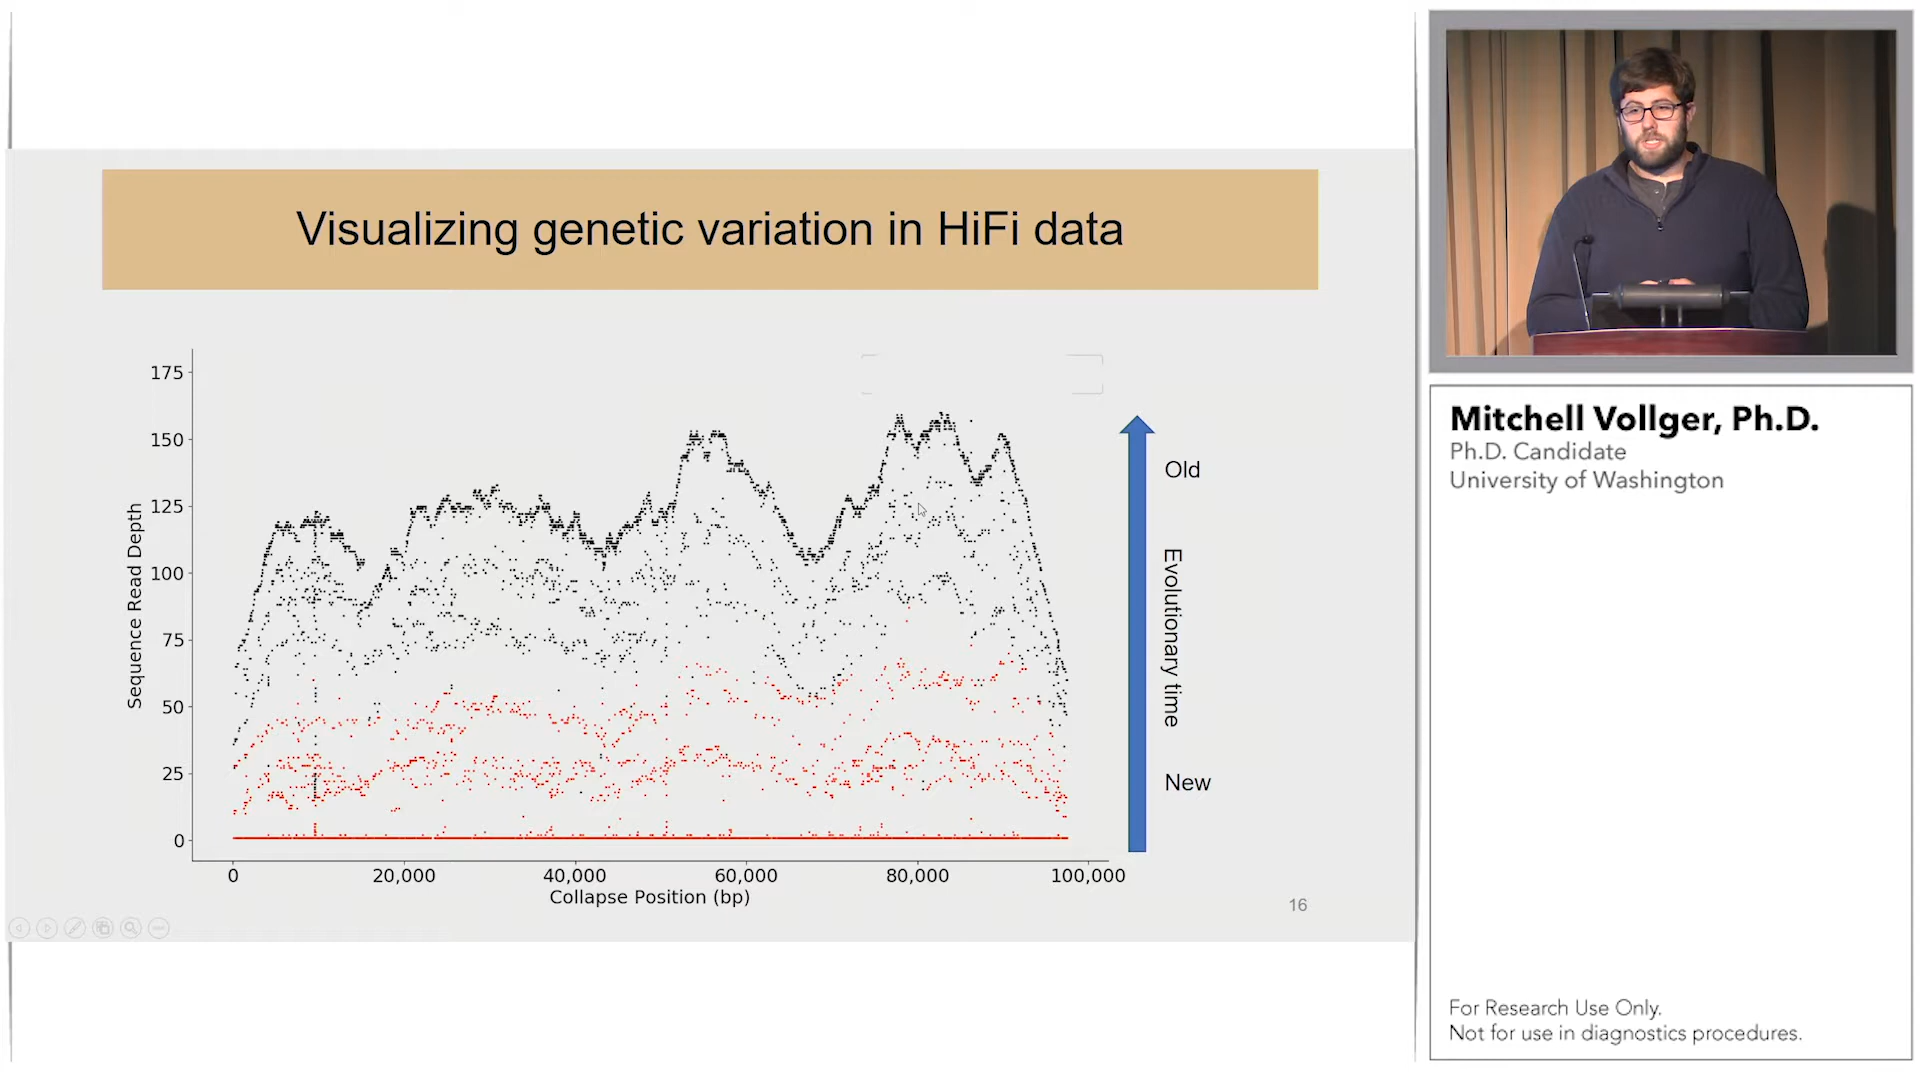 Visualizing genetic variation in HiFi data
175
150
125
100
75
50
25
0
Sequence Read Depth
0
20,000
40,000
60,000
80,000
100,000
Collapse Position (bp)
Old
Evolutionary time
New
16
Mitchell Vollger, Ph.D.
Ph.D. Candidate
University of Washington
For Research Use Only.
Not for use in diagnostics procedures.